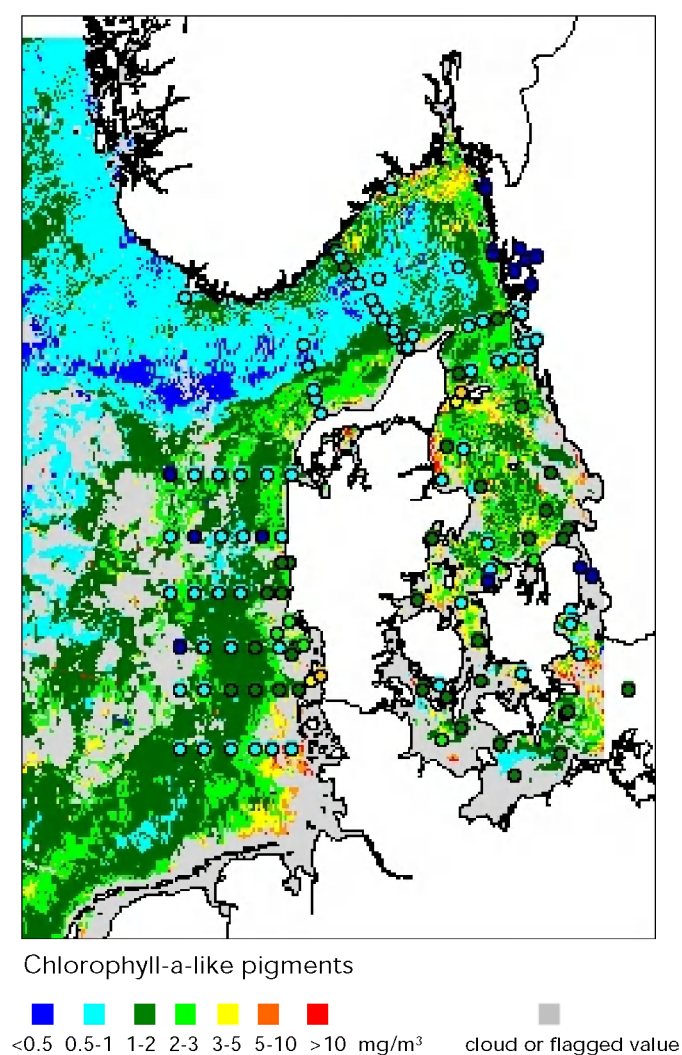 Chlorophyll-a-like pigments
<0.5 0.5-1 1-2 2-3 3-5 5-10 >10 mg/m³ cloud or flagged value